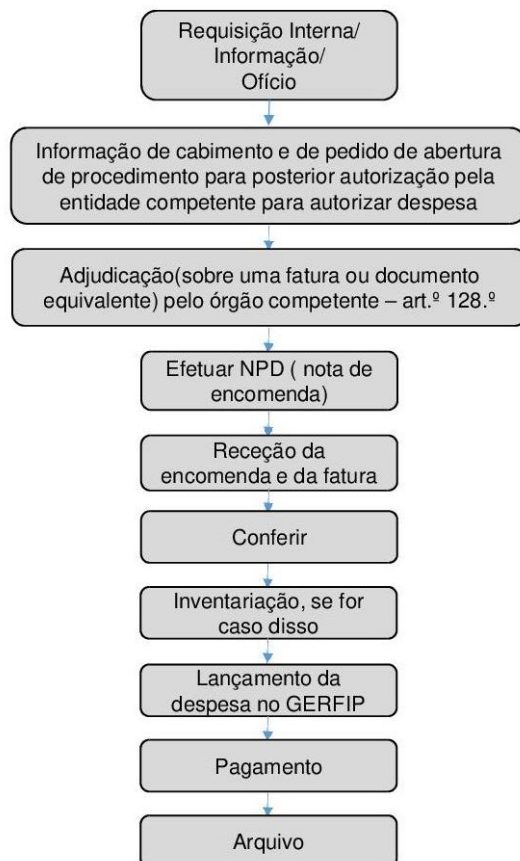 Requisição Interna/
Informação/
Ofício
Informação de cabimento e de pedido de abertura
de procedimento para posterior autorização pela
entidade competente para autorizar despesa
Adjudicação(sobre uma fatura ou documento
equivalente) pelo órgão competente – art.º 128.º
Efetuar NPD ( nota de
encomenda)
Receção da
encomenda e da fatura
Conferir
Inventariação, se for
caso disso
Lançamento da
despesa no GERFIP
Pagamento
Arquivo